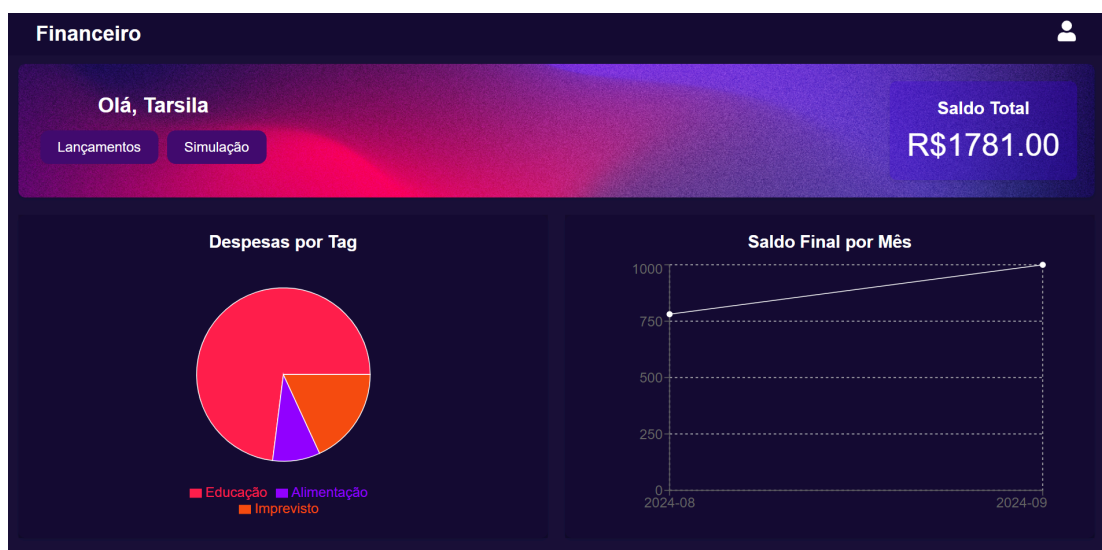 Financeiro
Olá, Tarsila
Lançamentos Simulação
Saldo Total
R$1781.00
Despesas por Tag
Educação Alimentação
Imprevisto
Saldo Final por Mês
1000
750
500
250
0
2024-08 2024-09